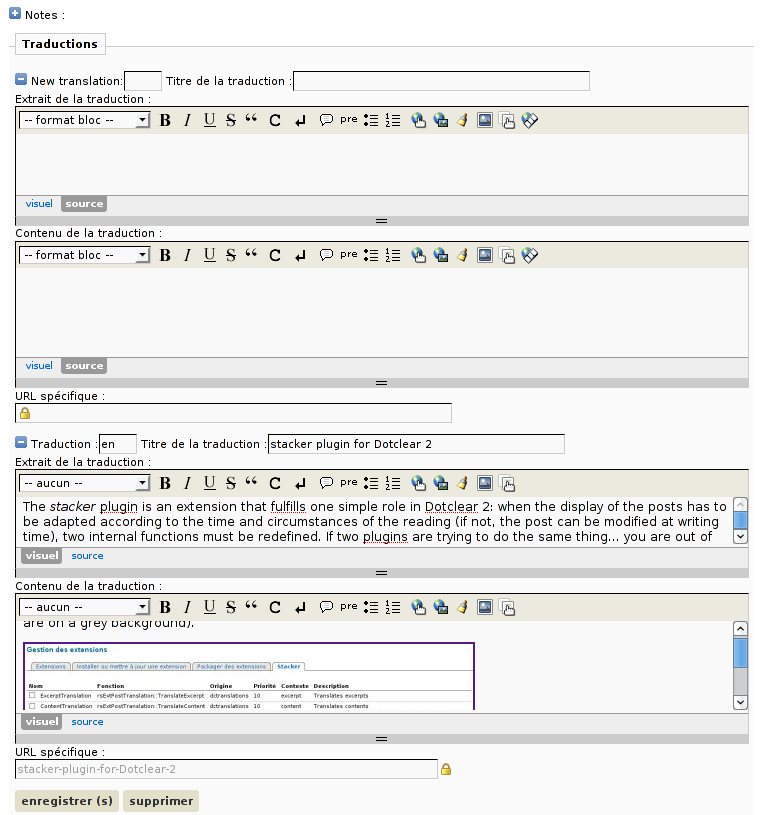 Notes :
Traductions
New translation: Titre de la traduction :
Extrait de la traduction :
-- format bloc -- B I U S “ C pre
visuel source
Contenu de la traduction :
-- format bloc -- B I U S “ C pre
visuel source
URL spécifique :
Traduction : en Titre de la traduction : stacker plugin for Dotclear 2
Extrait de la traduction :
-- aucun -- B I U S “ C pre
The stacker plugin is an extension that fulfills one simple role in Dotclear 2: when the display of the posts has to
be adapted according to the time and circumstances of the reading (if not, the post can be modified at writing
time), two internal functions must be redefined. If two plugins are trying to do the same thing... you are out of
visuel source
Contenu de la traduction :
-- aucun -- B I U S “ C pre
are on a grey background).
Gestion des extensions
Extensions Installer ou mettre à jour une extension Packager des extensions Stacker
Nom Fonction Origine Priorité Contexte Description
ExcerptTranslation rsExtPostTranslation::TranslateExcerpt dctranslations 10 excerpt Translates excerpts
ContentTranslation rsExtPostTranslation::TranslateContent dctranslations 10 content Translates contents
visuel source
URL spécifique :
stacker-plugin-for-Dotclear-2
enregistrer (s) supprimer